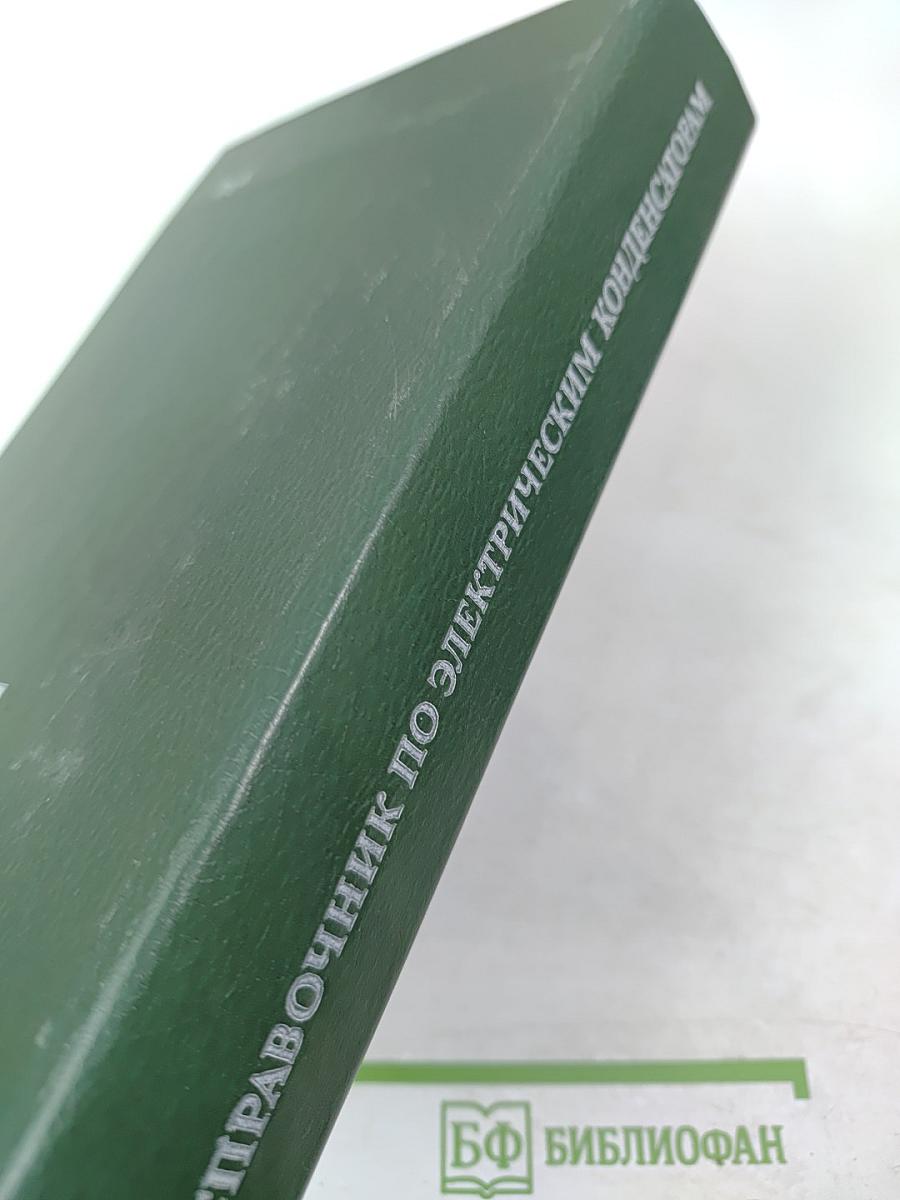 СПРАВОЧНИК ПО ЭЛЕКТРИЧЕСКИМ КОНДЕНСАТОРАМ
БФ БИБЛИОФАН